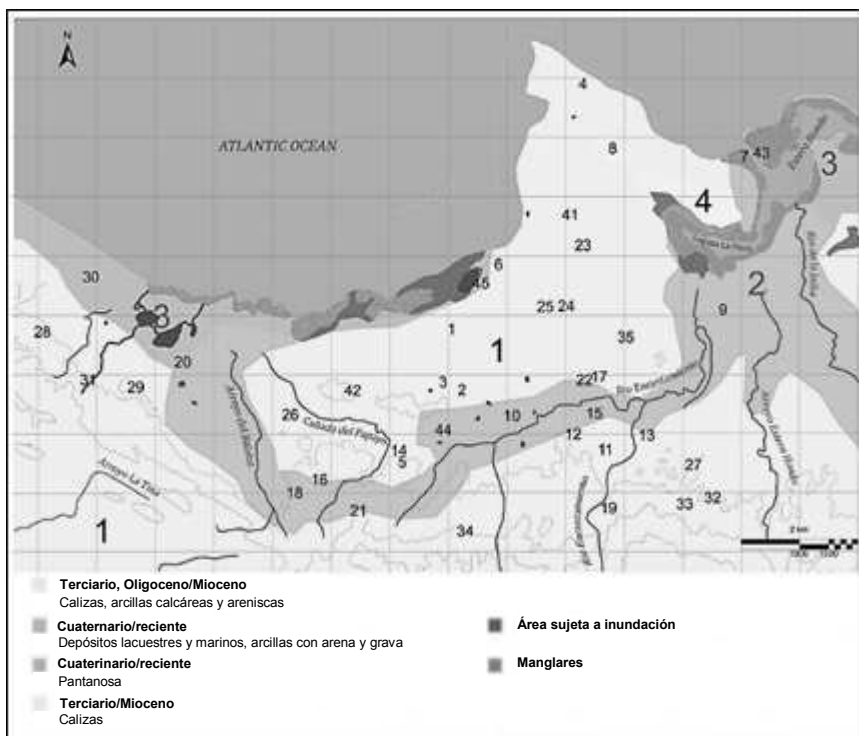 N
4
8
ATLANTIC OCEAN
7
43
Estero Hondo
3
4
41
23
6
45
30
3
2
9
25
24
1
1
35
28
20
31
29
3
2
42
22
17
Río Encarnación
10
15
26
Cañada del Papayo
44
12
13
14
5
11
Arroyo La Tina
18
16
27
1
21
19
33
32
34
Arroyo Estero Hondo
2 km
Terciario, Oligoceno/Mioceno
Calizas, arcillas calcáreas y areniscas
Cuaternario/reciente
Depósitos lacuestres y marinos, arcillas con arena y grava
Área sujeta a inundación
Cuaterinario/reciente
Pantanosa
Manglares
Terciario/Mioceno
Calizas